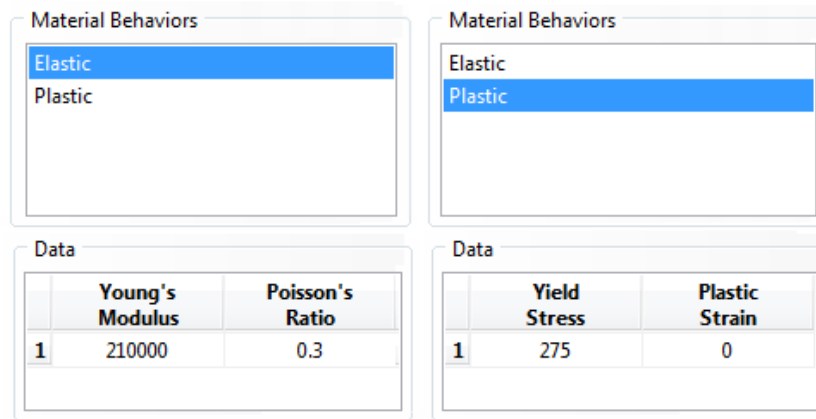 Material Behaviors
Elastic
Plastic
Data
Young's Poisson's
Modulus Ratio
1 210000 0.3
Material Behaviors
Elastic
Plastic
Data
Yield Plastic
Stress Strain
1 275 0